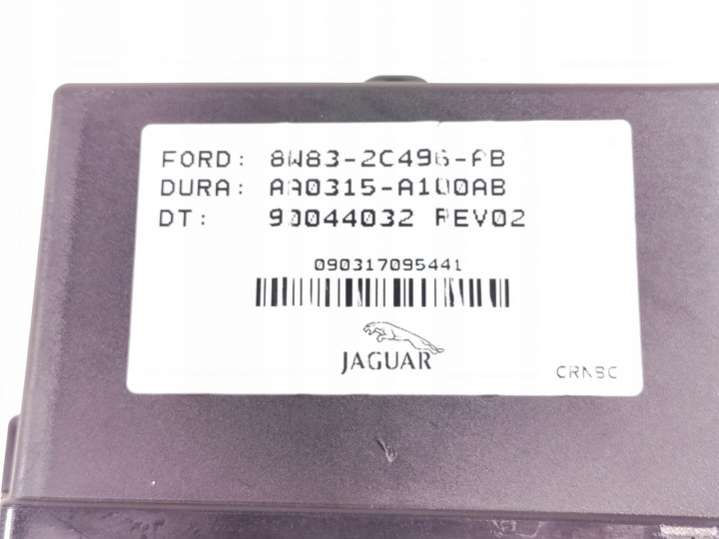 FORD: 8W83-2C496-AB
DURA: AA0315-A100AB
DT: 90044032 REV02
090317095441
JAGUAR
CRNBC